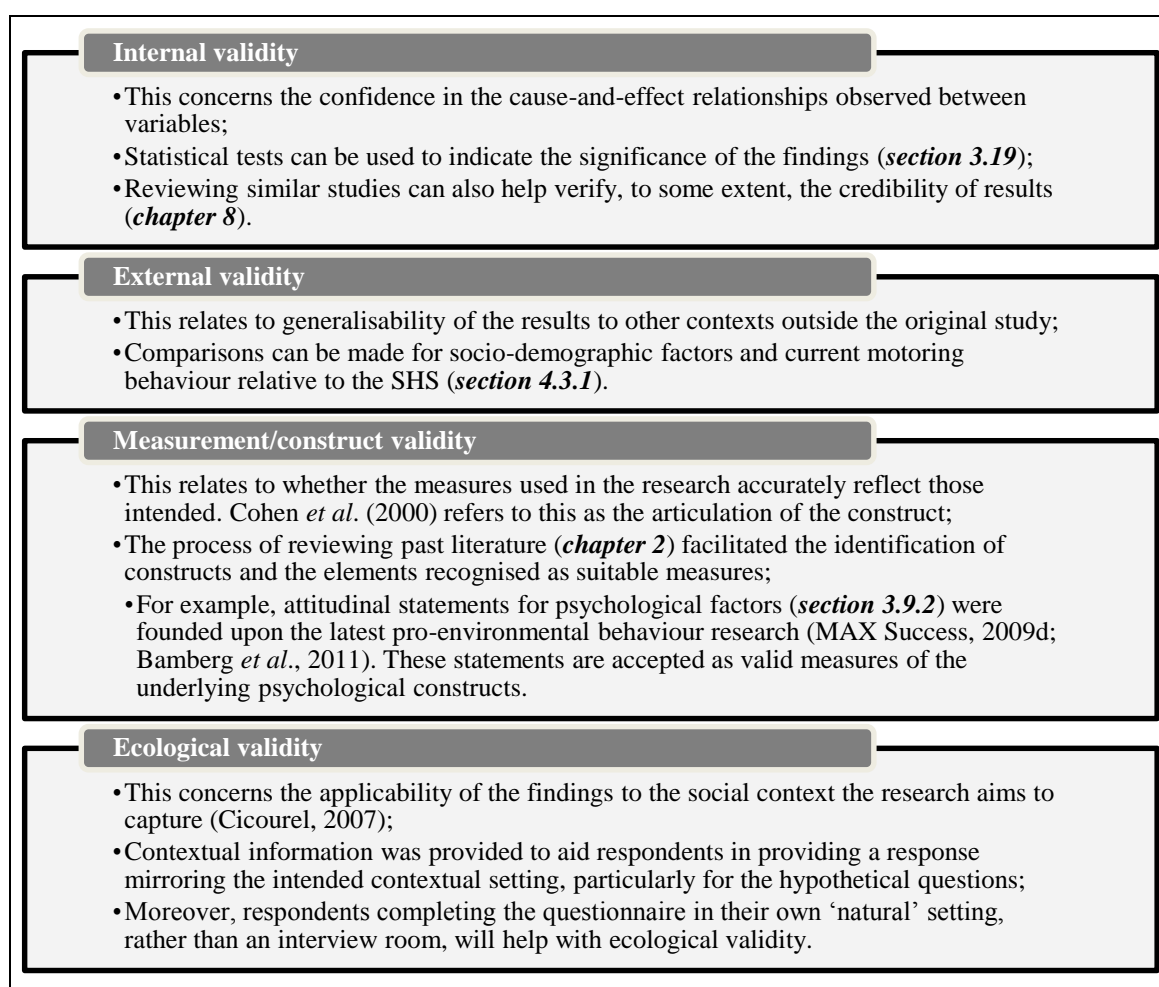 Internal validity
•This concerns the confidence in the cause-and-effect relationships observed between
variables;
•Statistical tests can be used to indicate the significance of the findings (section 3.19);
•Reviewing similar studies can also help verify, to some extent, the credibility of results
(chapter 8).
External validity
•This relates to generalisability of the results to other contexts outside the original study;
•Comparisons can be made for socio-demographic factors and current motoring
behaviour relative to the SHS (section 4.3.1).
Measurement/construct validity
•This relates to whether the measures used in the research accurately reflect those
intended. Cohen et al. (2000) refers to this as the articulation of the construct;
•The process of reviewing past literature (chapter 2) facilitated the identification of
constructs and the elements recognised as suitable measures;
•For example, attitudinal statements for psychological factors (section 3.9.2) were
founded upon the latest pro-environmental behaviour research (MAX Success, 2009d;
Bamberg et al., 2011). These statements are accepted as valid measures of the
underlying psychological constructs.
Ecological validity
•This concerns the applicability of the findings to the social context the research aims to
capture (Cicourel, 2007);
•Contextual information was provided to aid respondents in providing a response
mirroring the intended contextual setting, particularly for the hypothetical questions;
•Moreover, respondents completing the questionnaire in their own ‘natural’ setting,
rather than an interview room, will help with ecological validity.